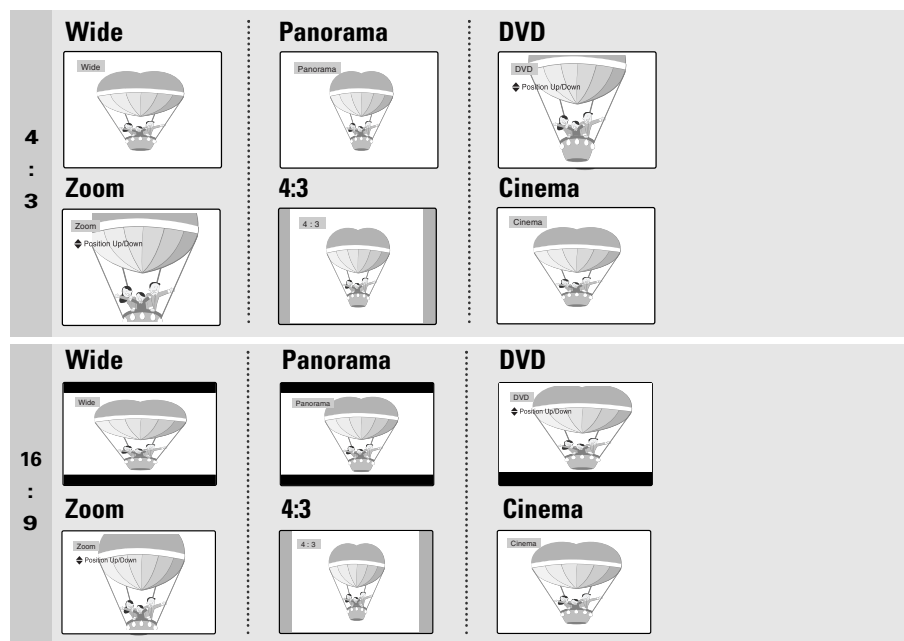 4
:
3
Wide Panorama DVD
Wide
Panorama
DVD
Position Up/Down
Zoom 4:3 Cinema
Zoom
Position Up/Down
4 : 3
Cinema
16
:
9
Wide Panorama DVD
Wide
Panorama
DVD
Position Up/Down
Zoom 4:3 Cinema
Zoom
Position Up/Down
4 : 3
Cinema